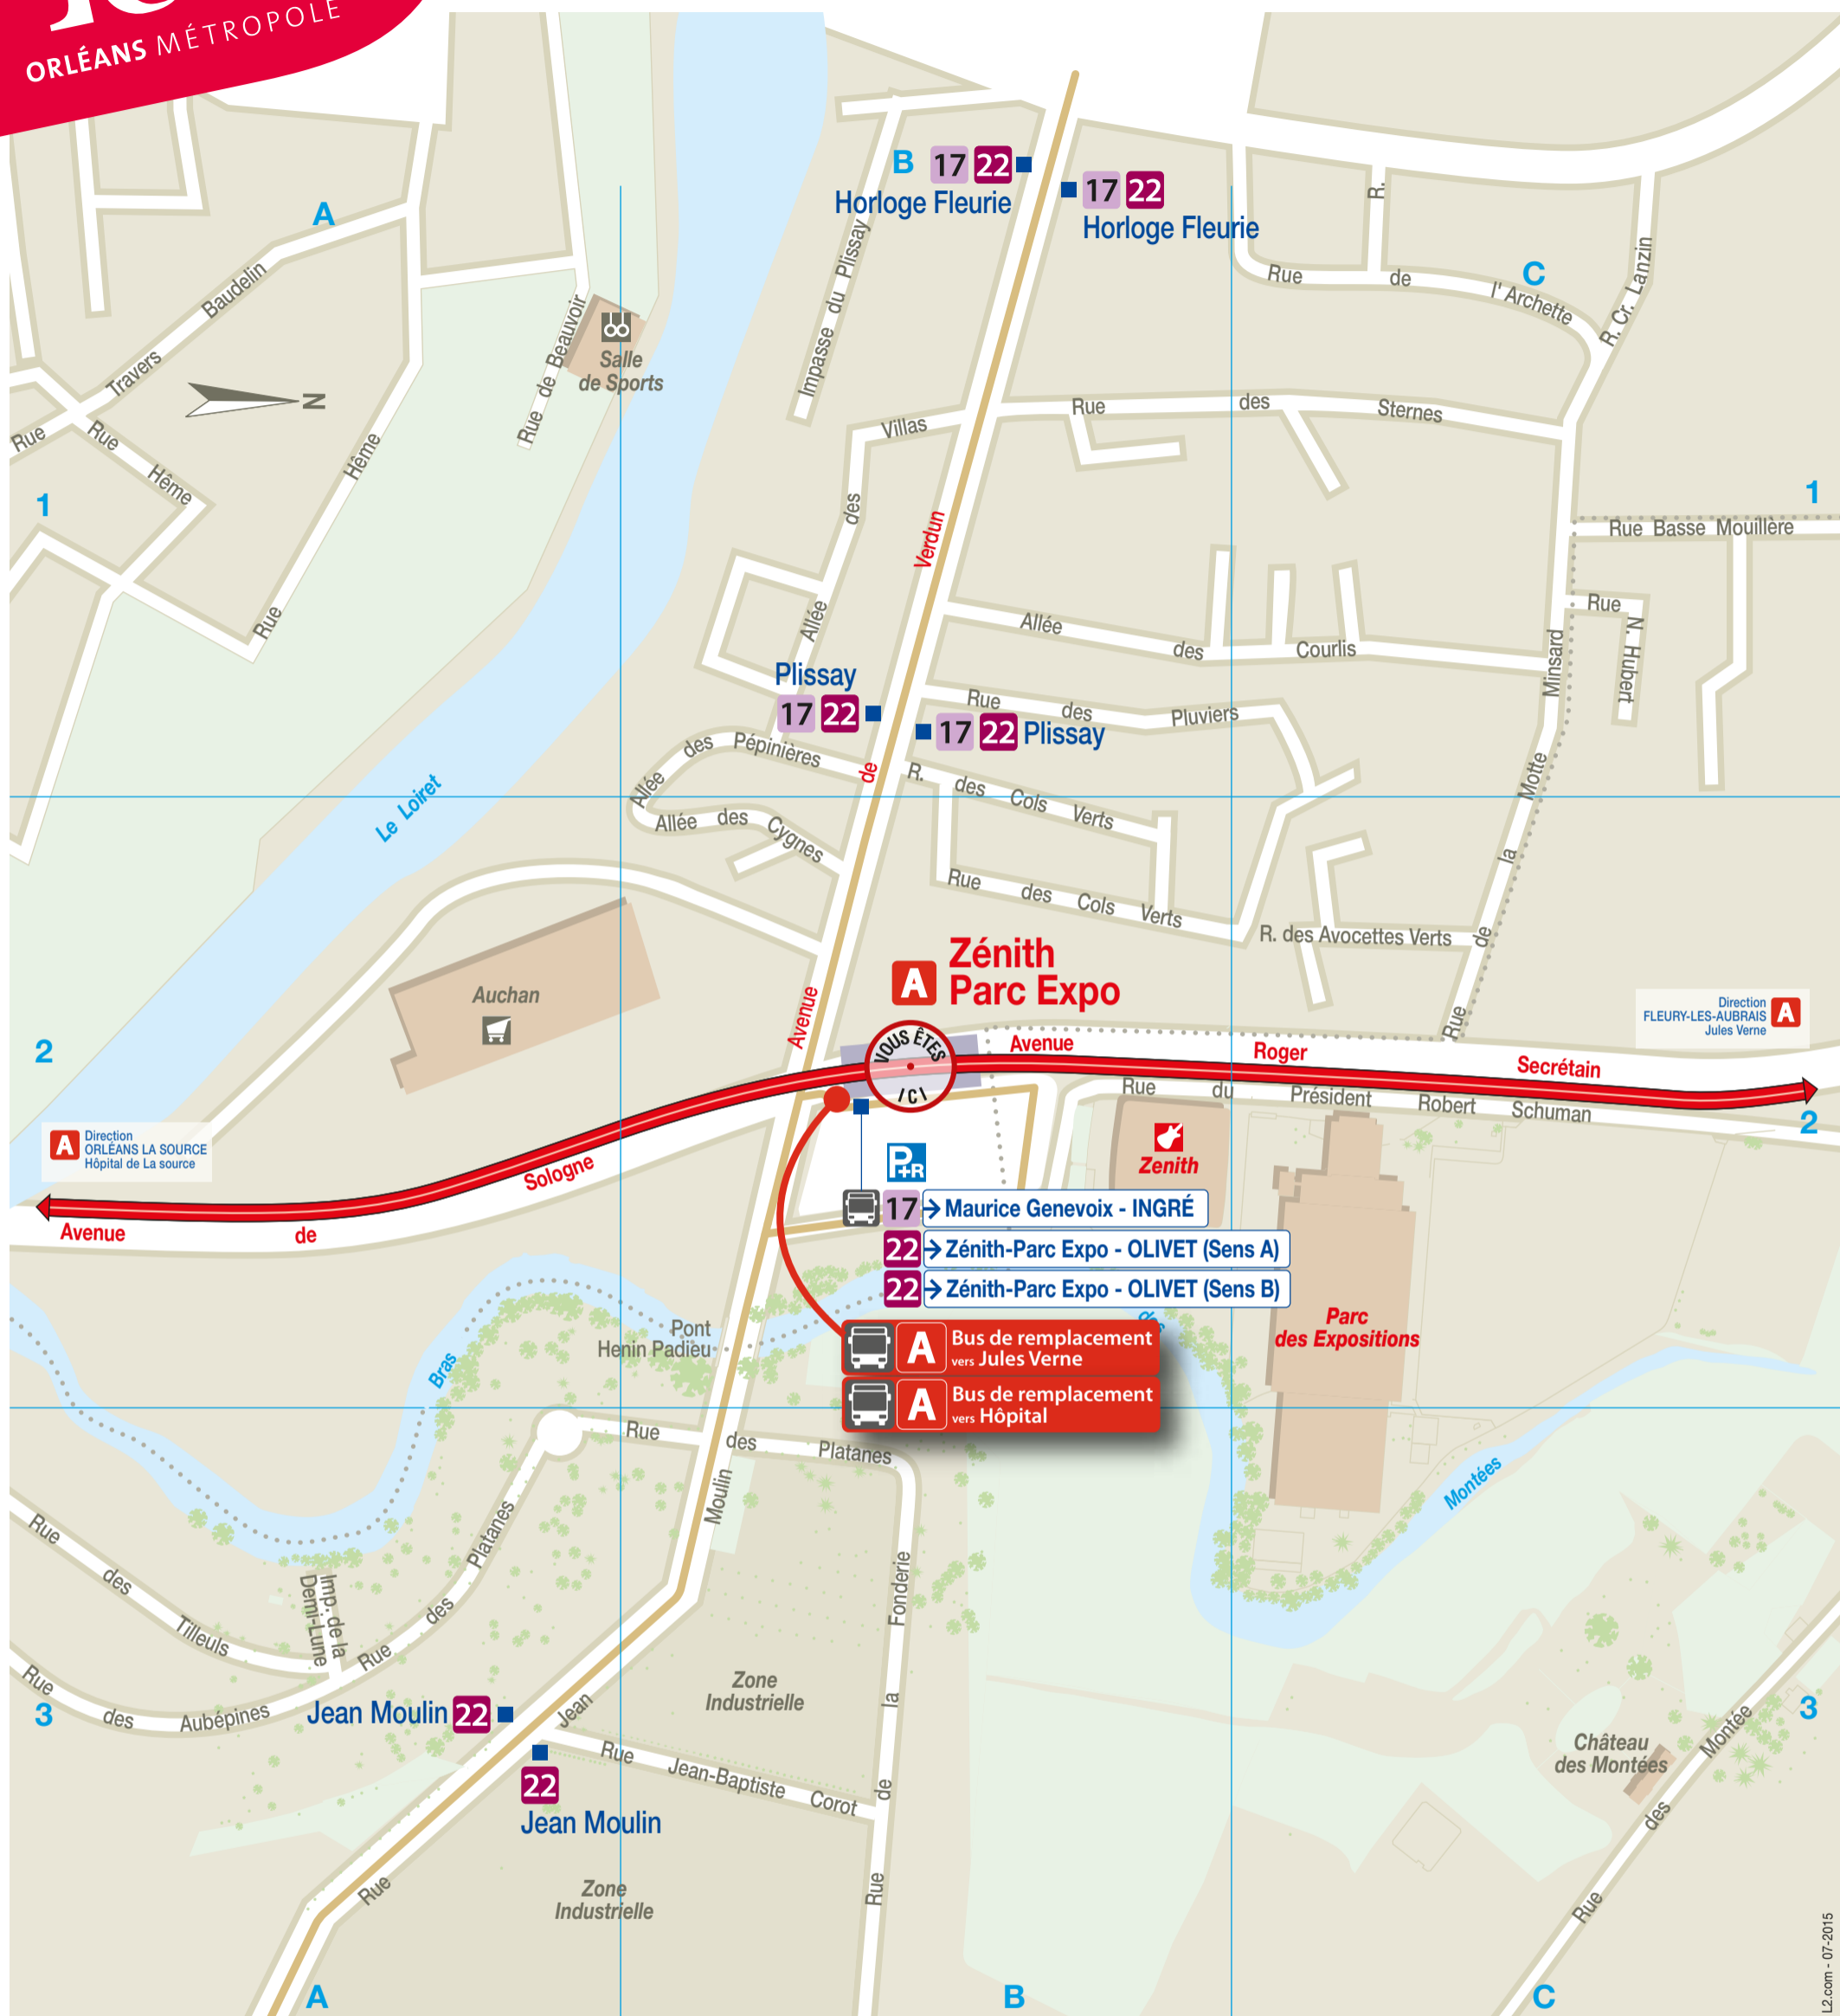 ORLÉANS MÉTROPOLE
A
B
17 22
Horloge Fleurie
17 22
Horloge Fleurie
C
R.
Rue de l'Archette
R. Cr. Lanzin
Impasse du Plissay
Travers Baudelin
Rue
Rue de Beauvoir
Salle
de Sports
N
Rue Hême
Rue Hême
Allée des Villas
Rue des Sternes
1
1
Verdun
Rue Basse Mouillère
Rue N. Hubert
Allée des Courlis
Plissay
17 22
17 22 Plissay
Rue des Pluviers
Allée des Pépinières
de
R. des Cols Verts
Allée des Cygnes
Rue des Cols Verts
R. des Avocettes Verts
Rue de la Motte Minsard
Le Loiret
Auchan
Avenue
A
Zénith
Parc Expo
VOUS ÊTES
ICI
Direction
FLEURY-LES-AUBRAIS
Jules Verne
A
2
Avenue Roger Secrétain
Rue du Président Robert Schuman
2
A
Direction
ORLÉANS LA SOURCE
Hôpital de La source
Avenue de Sologne
P+R
Zenith
17 → Maurice Genevoix - INGRÉ
22 → Zénith-Parc Expo - OLIVET (Sens A)
22 → Zénith-Parc Expo - OLIVET (Sens B)
Parc
des Expositions
Pont
Henin Padieu
Bras
A Bus de remplacement
vers Jules Verne
A Bus de remplacement
vers Hôpital
Rue des Platanes
Montées
Moulin
Rue des Platanes
Rue des Tilleuls
Imp. de la
Demi-Lune
Rue de la Fonderie
Rue des Aubépines
3
3
Zone
Industrielle
Jean Moulin 22
Jean
22
Jean Moulin
Rue Jean-Baptiste Corot
Château
des Montées
Rue des Montée
Rue
Zone
Industrielle
A
B
C
L2.com - 07-2015